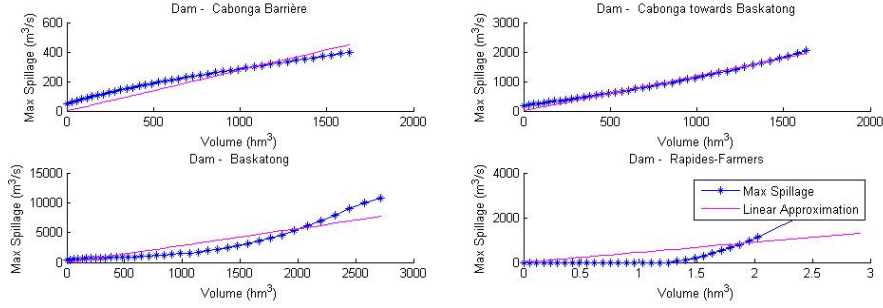 Dam - Cabonga Barrière
Max Spillage (m³/s)
600
400
200
0
0 500 1000 1500 2000
Volume (hm³)
Dam - Cabonga towards Baskatong
Max Spillage (m³/s)
3000
2000
1000
0
0 500 1000 1500 2000
Volume (hm³)
Dam - Baskatong
Max Spillage (m³/s)
15000
10000
5000
0
0 500 1000 1500 2000 2500 3000
Volume (hm³)
Dam - Rapides-Farmers
Max Spillage (m³/s)
4000
2000
0
0 0.5 1 1.5 2 2.5 3
Volume (hm³)
Max Spillage
Linear Approximation